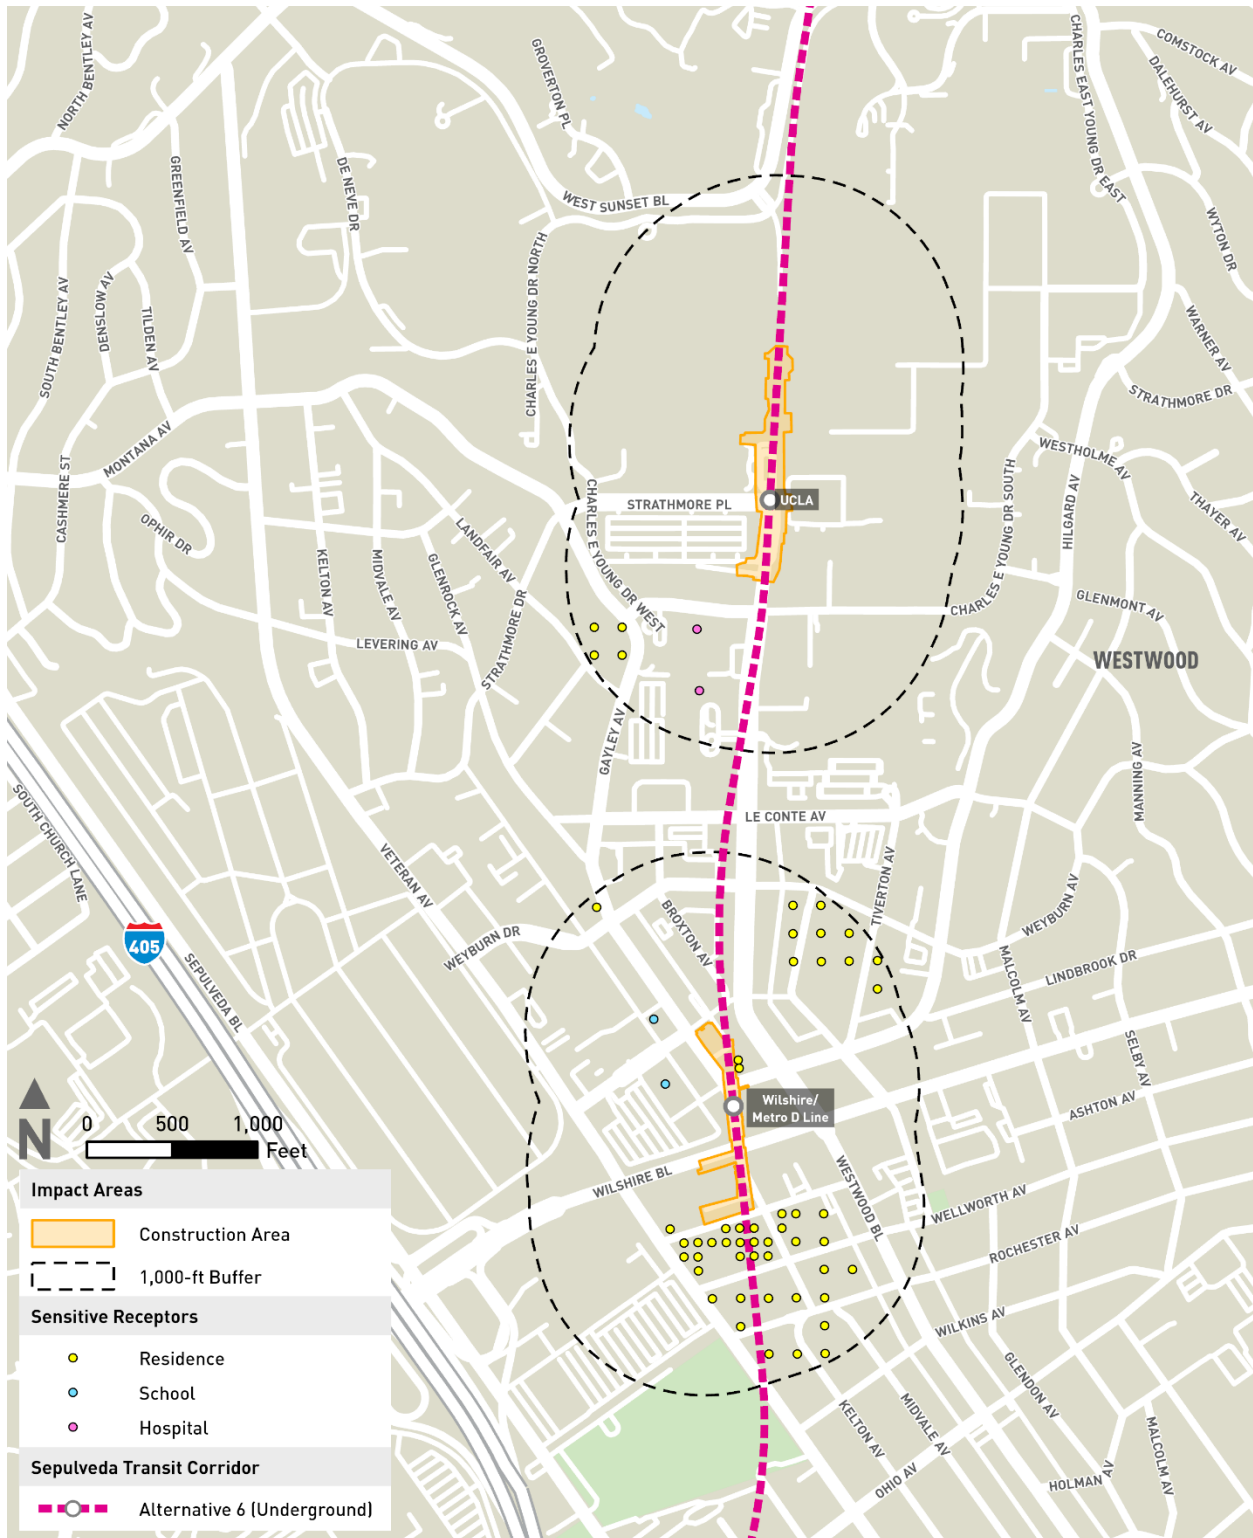 NORTH BENTLEY AV
GROVERTON PL
CHARLES EAST YOUNG DR EAST
COMSTOCK AV
DALEHURST AV
DE NEVE DR
GREENFIELD AV
WEST SUNSET BL
WYTON DR
CHARLES E YOUNG DR NORTH
SOUTH BENTLEY AV
DENSLOW AV
TILDEN AV
WARNER AV
STRATHMORE DR
MONTANA AV
CASHMERE ST
OPHIR DR
WESTHOLME AV
THAYER AV
STRATHMORE PL
UCLA
CHARLES E YOUNG DR WEST
LANDFAIR AV
KELTON AV
MIDVALE AV
GLENROCK AV
STRATHMORE DR
LEVERING AV
CHARLES E YOUNG DR SOUTH
HILGARD AV
GLENMONT AV
WESTWOOD
GAYLEY AV
MANNING AV
SOUTH CHURCH LANE
LE CONTE AV
VETERAN AV
TIVERTON AV
WEYBURN AV
BROXTON AV
WEYBURN DR
405
SEPULVEDA BL
MALCOLM AV
LINDBROOK DR
SELBY AV
ASHTON AV
Wilshire/
Metro D Line
WILSHIRE BL
WESTWOOD BL
WELLWORTH AV
ROCHESTER AV
WILKINS AV
GLENDON AV
KELTON AV
MIDVALE AV
OHIO AV
HOLMAN AV
MALCOLM AV
N
0 500 1,000
Feet
Impact Areas
Construction Area
1,000-ft Buffer
Sensitive Receptors
Residence
School
Hospital
Sepulveda Transit Corridor
Alternative 6 (Underground)